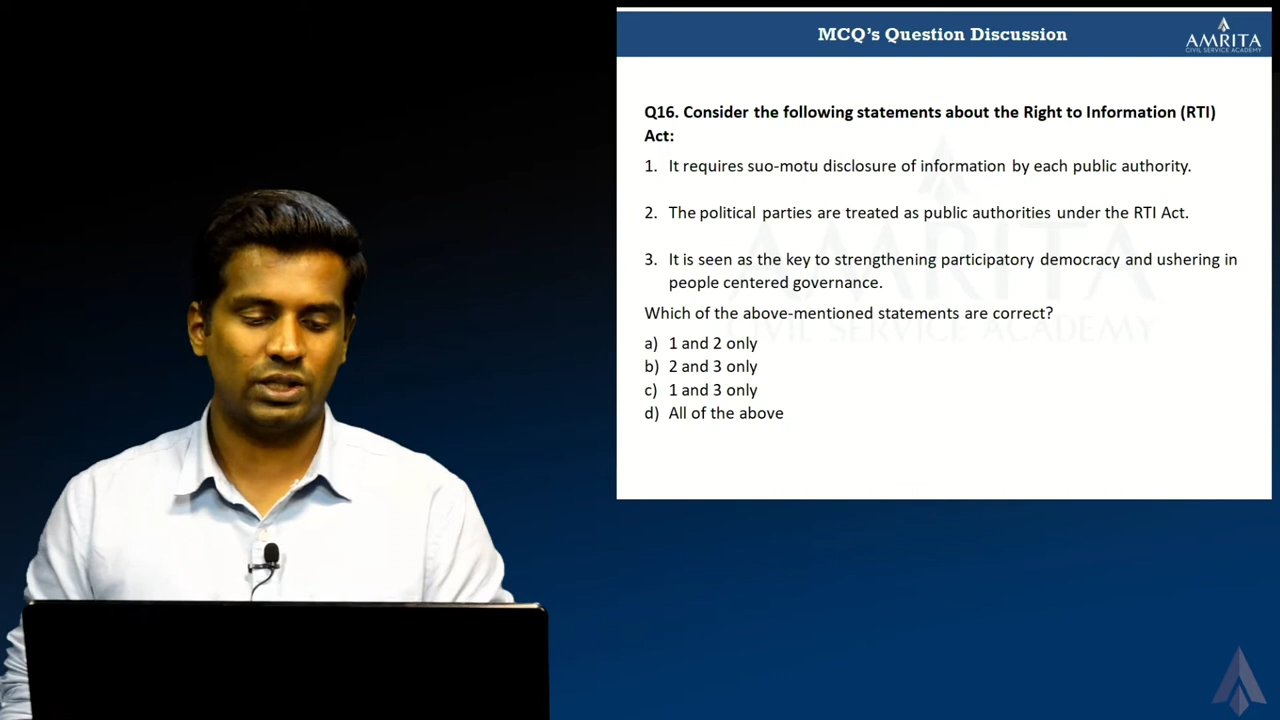 MCQ's Question Discussion
AMRITA
CIVIL SERVICE ACADEMY
Q16. Consider the following statements about the Right to Information (RTI)
Act:
1. It requires suo-motu disclosure of information by each public authority.
2. The political parties are treated as public authorities under the RTI Act.
3. It is seen as the key to strengthening participatory democracy and ushering in
people centered governance.
Which of the above-mentioned statements are correct?
a) 1 and 2 only
b) 2 and 3 only
c) 1 and 3 only
d) All of the above
AMRITA
CIVIL SERVICE ACADEMY